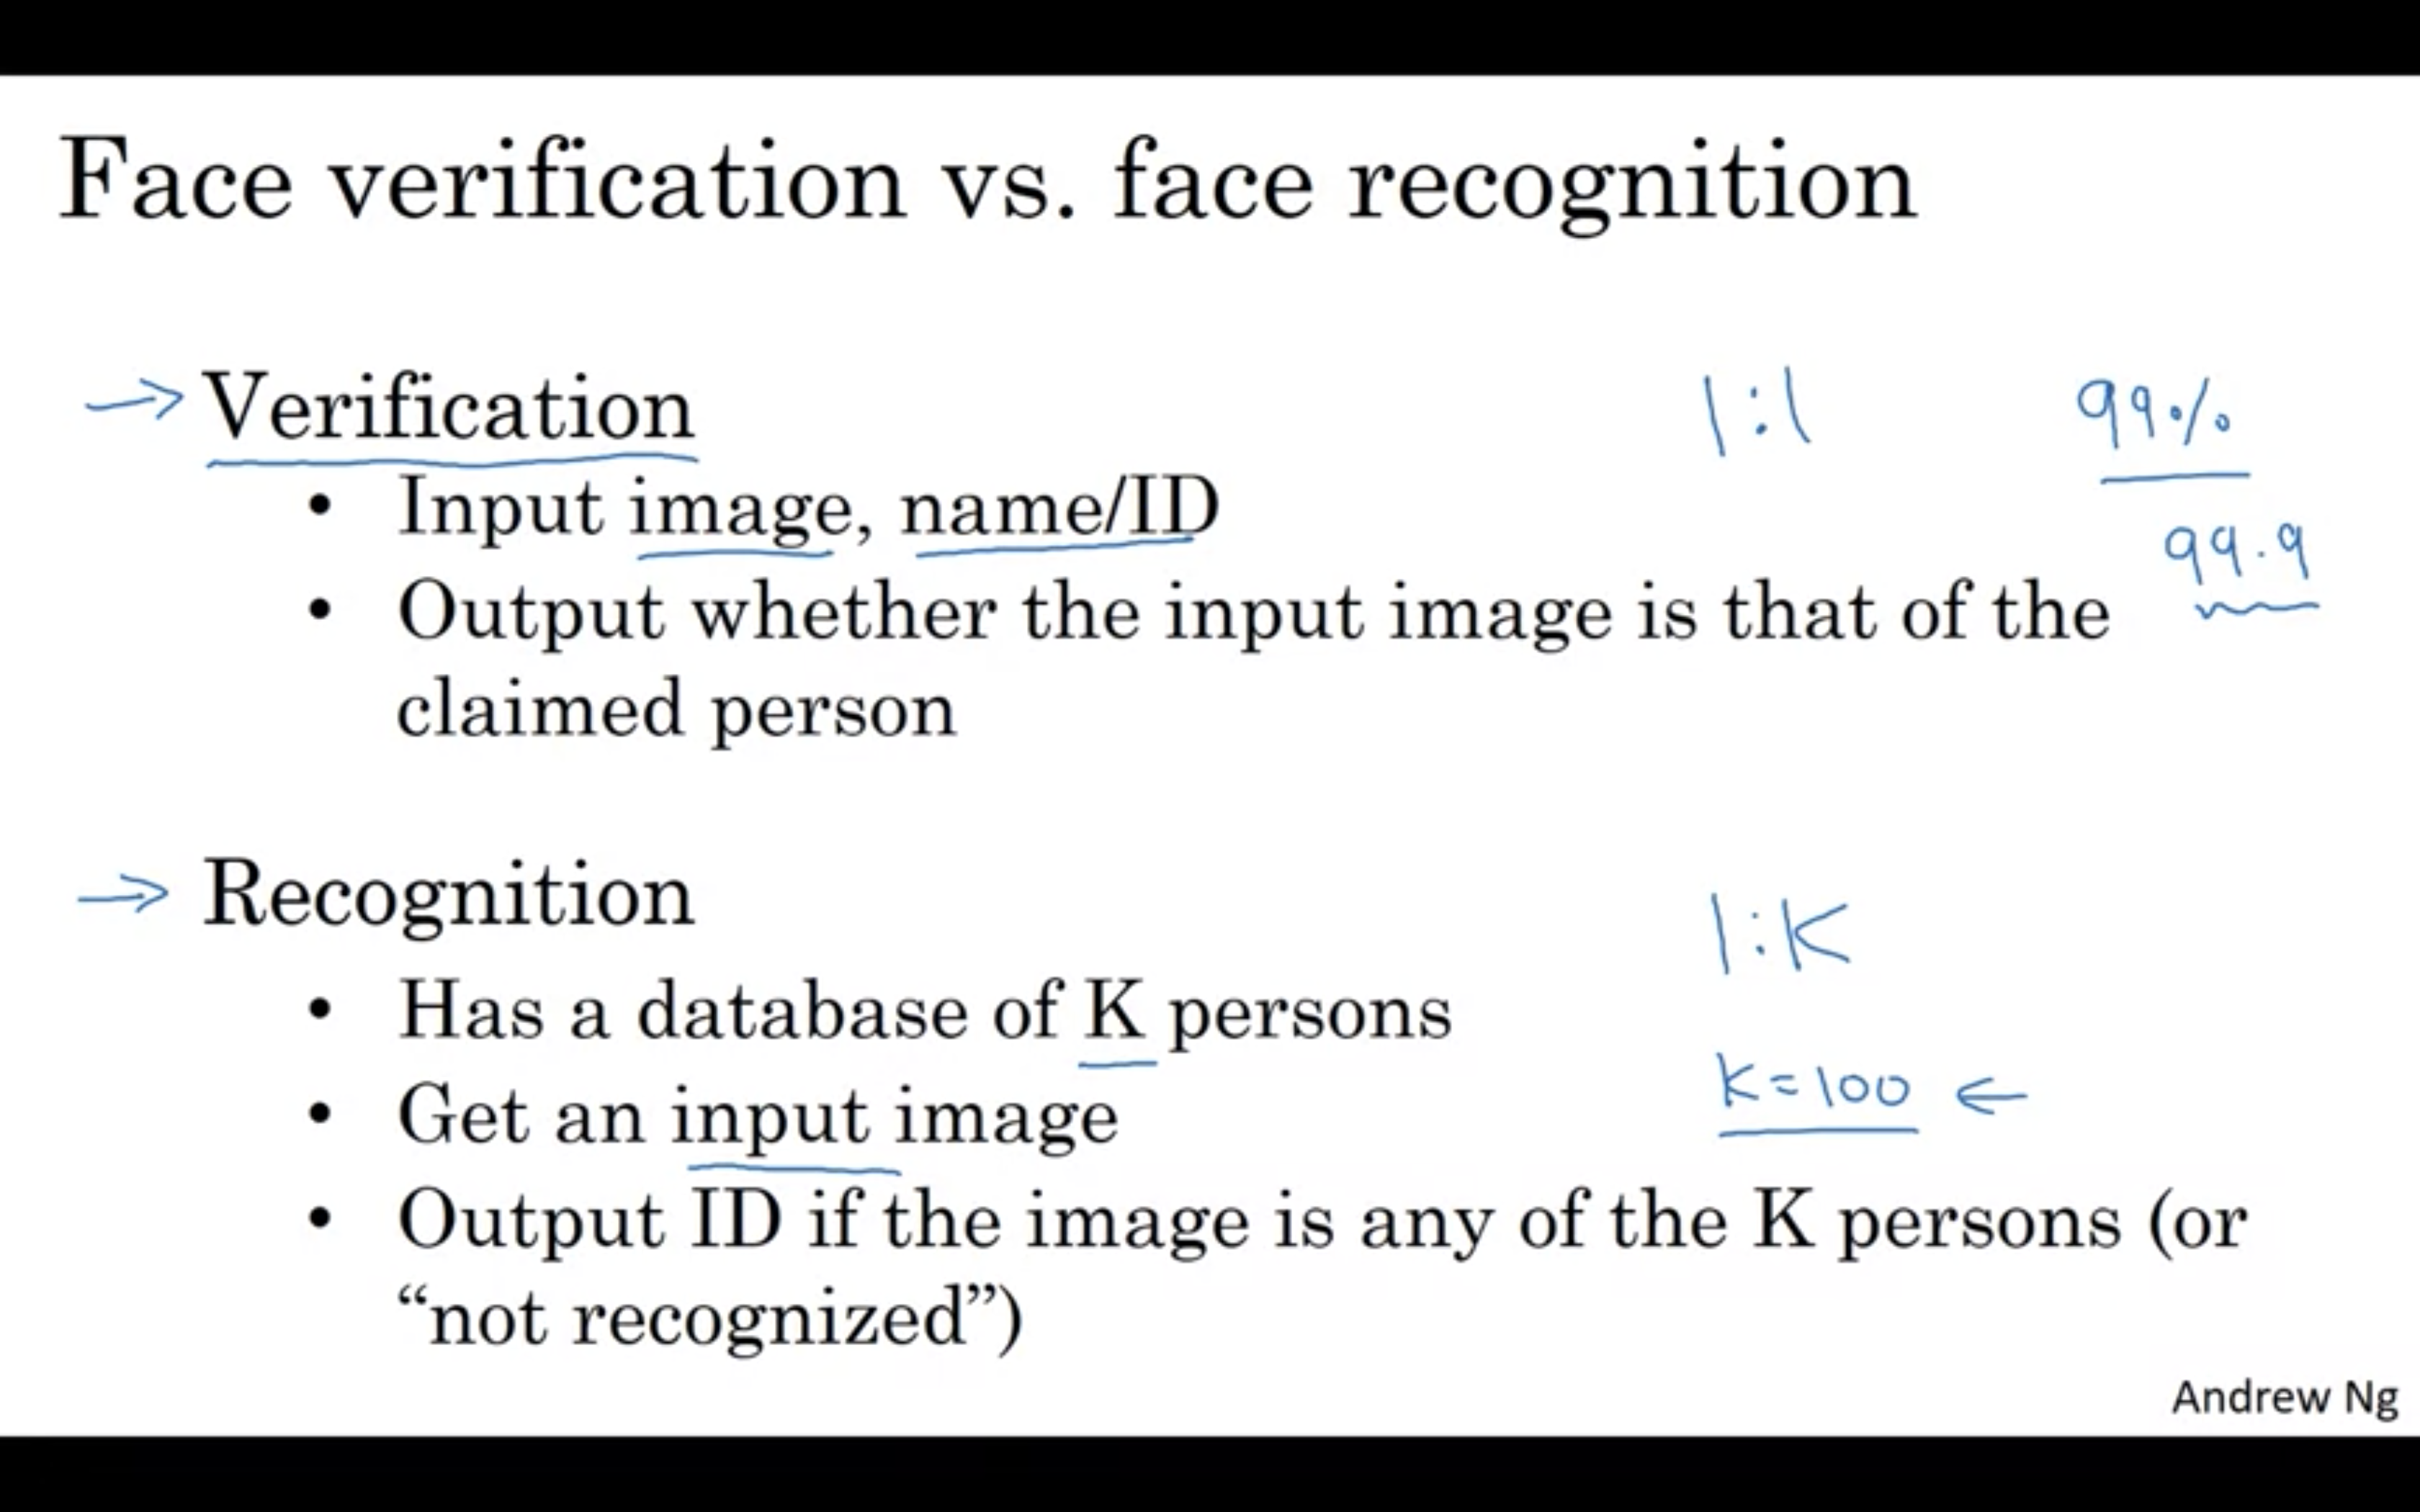 Face verification vs. face recognition
→ Verification 1:1 99%
• Input image, name/ID 99.9
• Output whether the input image is that of the
claimed person
→ Recognition 1:K
• Has a database of K persons
• Get an input image K=100 ←
• Output ID if the image is any of the K persons (or
“not recognized”)
Andrew Ng